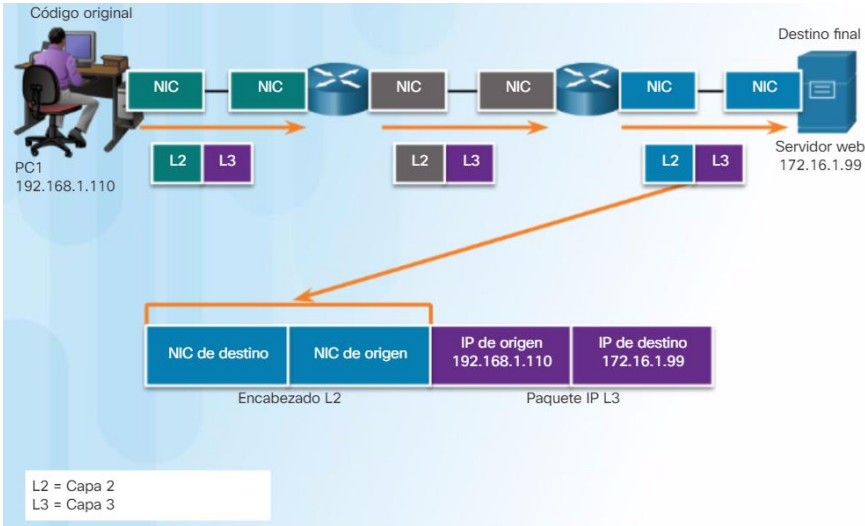 Código original
Destino final
NIC
NIC
NIC
NIC
NIC
NIC
L2
L3
L2
L3
L2
L3
PC1
192.168.1.110
Servidor web
172.16.1.99
NIC de destino
NIC de origen
IP de origen
192.168.1.110
IP de destino
172.16.1.99
Encabezado L2
Paquete IP L3
L2 = Capa 2
L3 = Capa 3